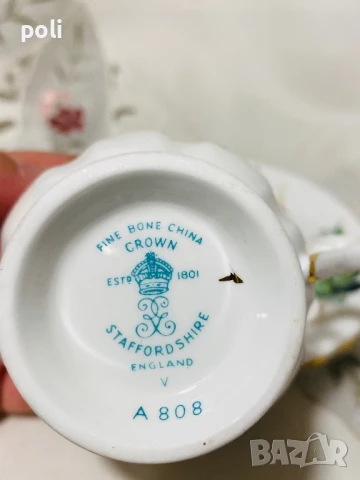 poli
FINE BONE CHINA
CROWN
ESTD 1801
STAFFORDSHIRE
ENGLAND
V
A 808
BAZAR